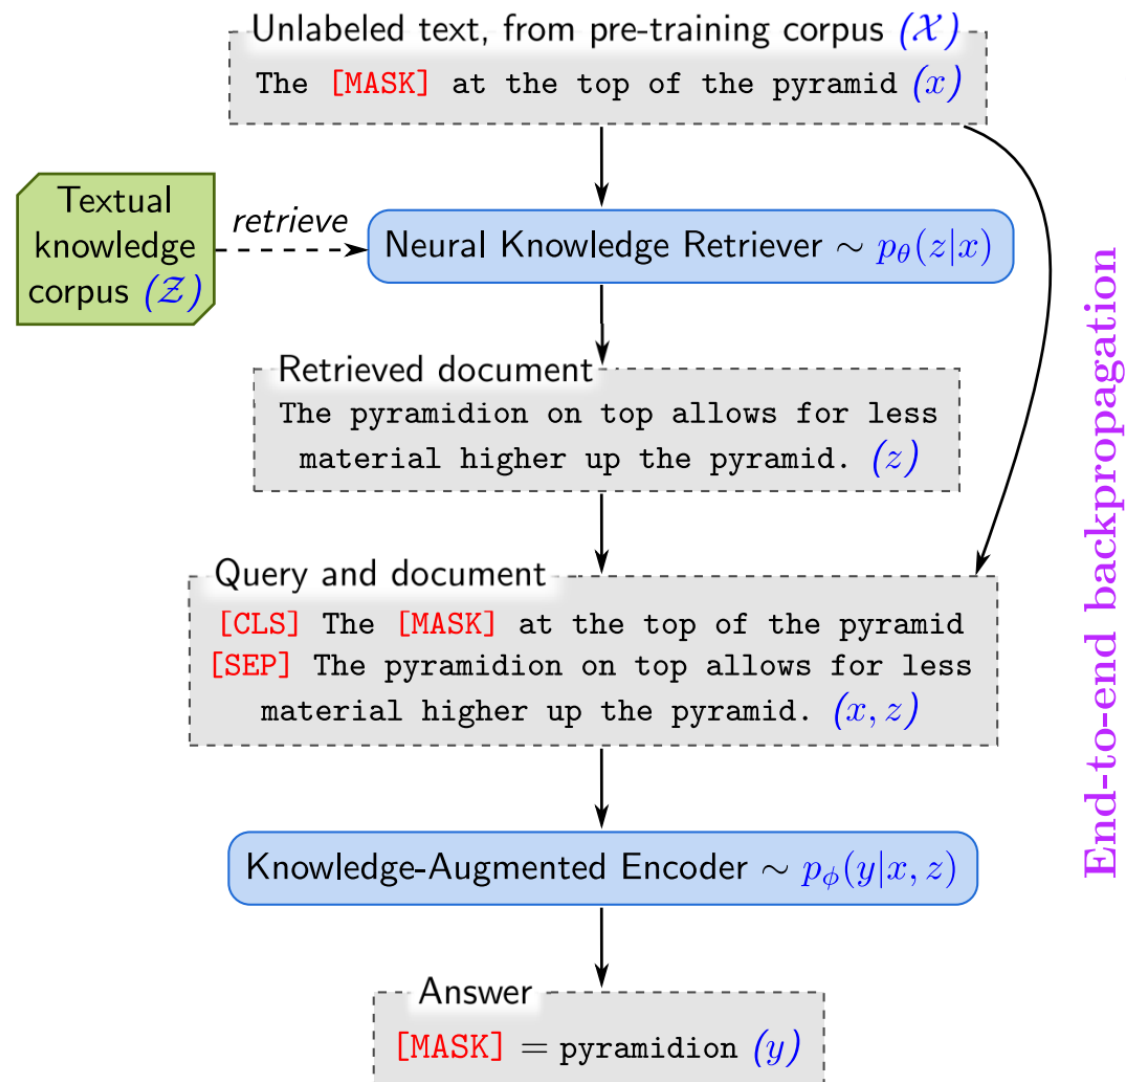 Unlabeled text, from pre-training corpus (𝒳)
The [MASK] at the top of the pyramid (x)
Textual
knowledge
corpus (𝒵)
retrieve
Neural Knowledge Retriever ∼ p_θ(z|x)
Retrieved document
The pyramidion on top allows for less
material higher up the pyramid. (z)
Query and document
[CLS] The [MASK] at the top of the pyramid
[SEP] The pyramidion on top allows for less
material higher up the pyramid. (x, z)
Knowledge-Augmented Encoder ∼ p_ϕ(y|x, z)
Answer
[MASK] = pyramidion (y)
End-to-end backpropagation